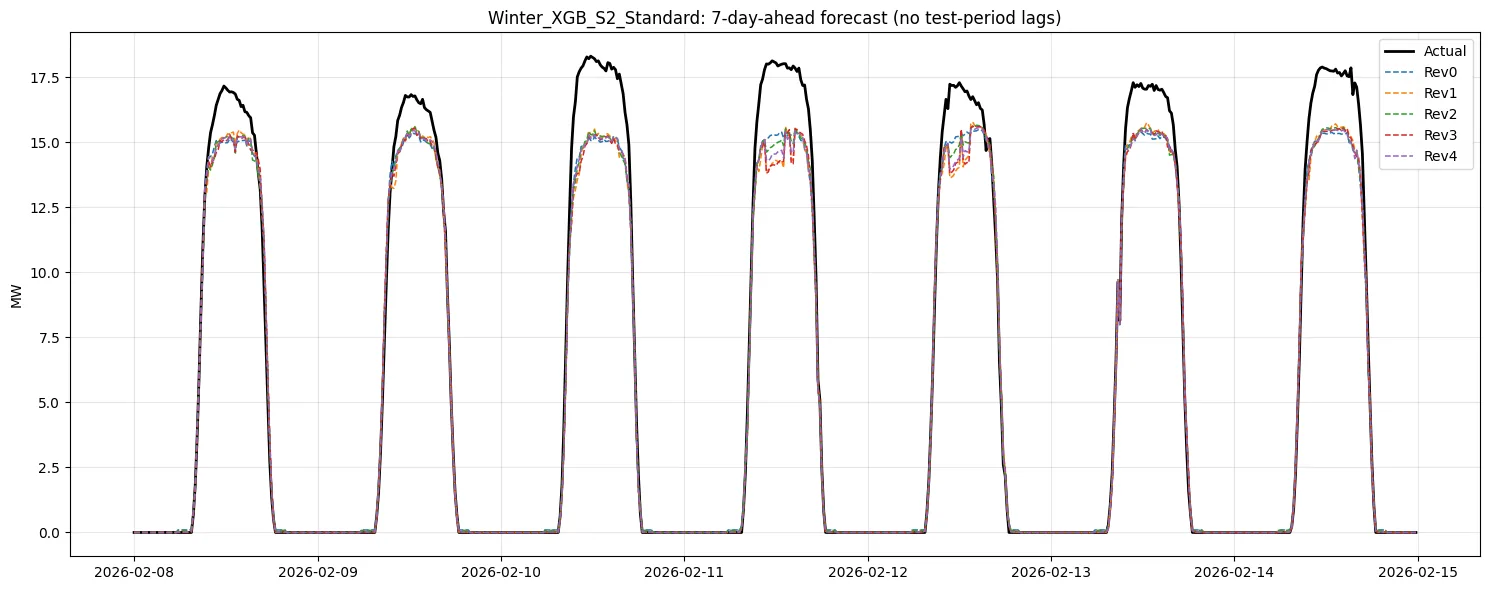 Winter_XGB_S2_Standard: 7-day-ahead forecast (no test-period lags)
Actual
Rev0
Rev1
Rev2
Rev3
Rev4
MW
17.5
15.0
12.5
10.0
7.5
5.0
2.5
0.0
2026-02-08 2026-02-09 2026-02-10 2026-02-11 2026-02-12 2026-02-13 2026-02-14 2026-02-15